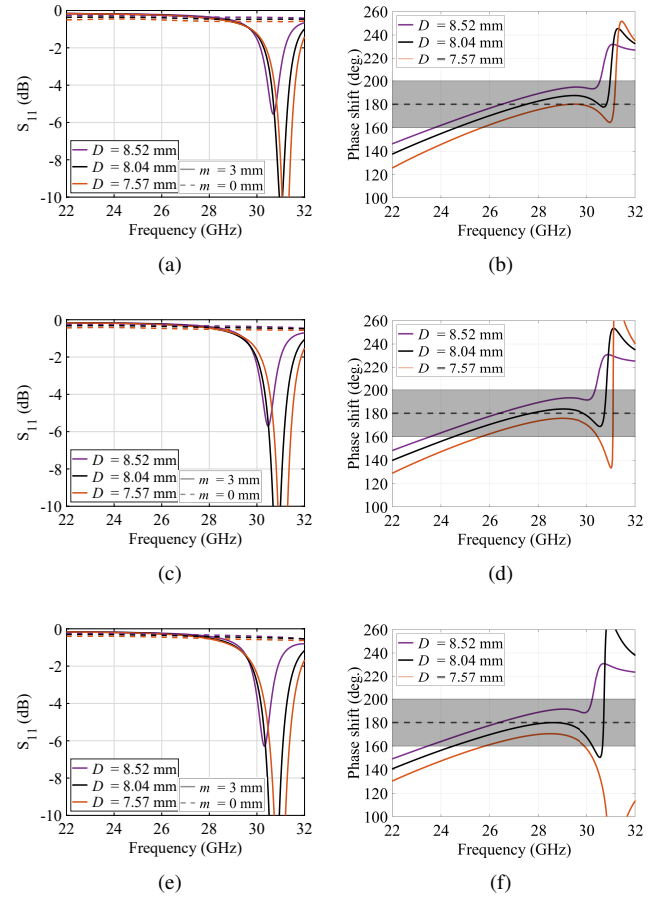 0
-2
-4
-6
-8
-10
S11 (dB)
D = 8.52 mm
D = 8.04 mm
D = 7.57 mm
m = 3 mm
m = 0 mm
22 24 26 28 30 32
Frequency (GHz)
(a)
260
240
220
200
180
160
140
120
100
Phase shift (deg.)
D = 8.52 mm
D = 8.04 mm
D = 7.57 mm
22 24 26 28 30 32
Frequency (GHz)
(b)
0
-2
-4
-6
-8
-10
S11 (dB)
D = 8.52 mm
D = 8.04 mm
D = 7.57 mm
m = 3 mm
m = 0 mm
22 24 26 28 30 32
Frequency (GHz)
(c)
260
240
220
200
180
160
140
120
100
Phase shift (deg.)
D = 8.52 mm
D = 8.04 mm
D = 7.57 mm
22 24 26 28 30 32
Frequency (GHz)
(d)
0
-2
-4
-6
-8
-10
S11 (dB)
D = 8.52 mm
D = 8.04 mm
D = 7.57 mm
m = 3 mm
m = 0 mm
22 24 26 28 30 32
Frequency (GHz)
(e)
260
240
220
200
180
160
140
120
100
Phase shift (deg.)
D = 8.52 mm
D = 8.04 mm
D = 7.57 mm
22 24 26 28 30 32
Frequency (GHz)
(f)